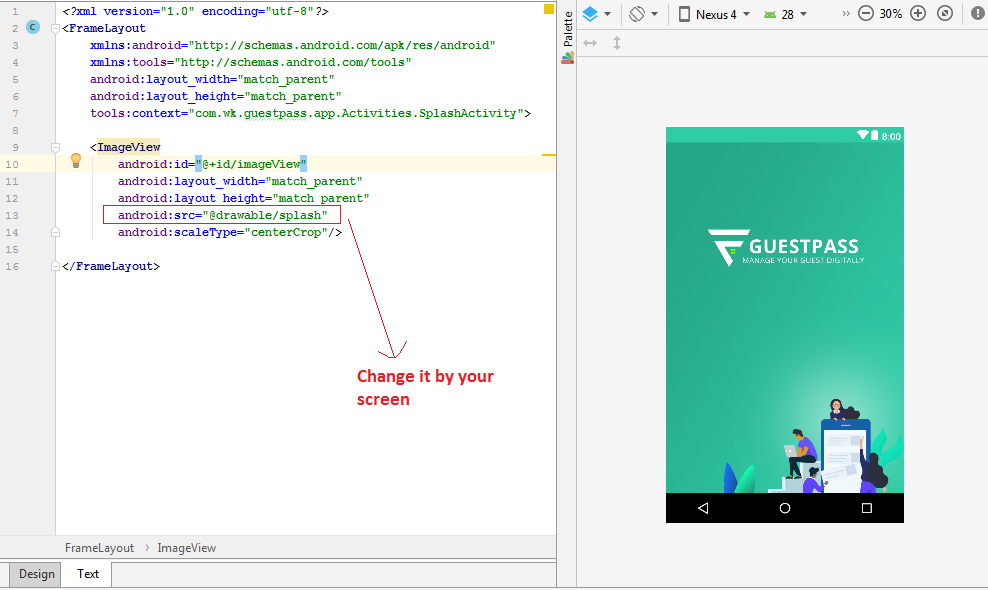 1 <?xml version="1.0" encoding="utf-8"?>
2 <FrameLayout
3 xmlns:android="http://schemas.android.com/apk/res/android"
4 xmlns:tools="http://schemas.android.com/tools"
5 android:layout_width="match_parent"
6 android:layout_height="match_parent"
7 tools:context="com.wk.guestpass.app.Activities.SplashActivity">
8
9 <ImageView
10 android:id="@+id/imageView"
11 android:layout_width="match_parent"
12 android:layout_height="match_parent"
13 android:src="@drawable/splash"
14 android:scaleType="centerCrop"/>
15
16 </FrameLayout>
C
Change it by your
screen
FrameLayout › ImageView
Design Text
Palette
Nexus 4 28 » 30%
8:00
GUESTPASS
MANAGE YOUR GUEST DIGITALLY